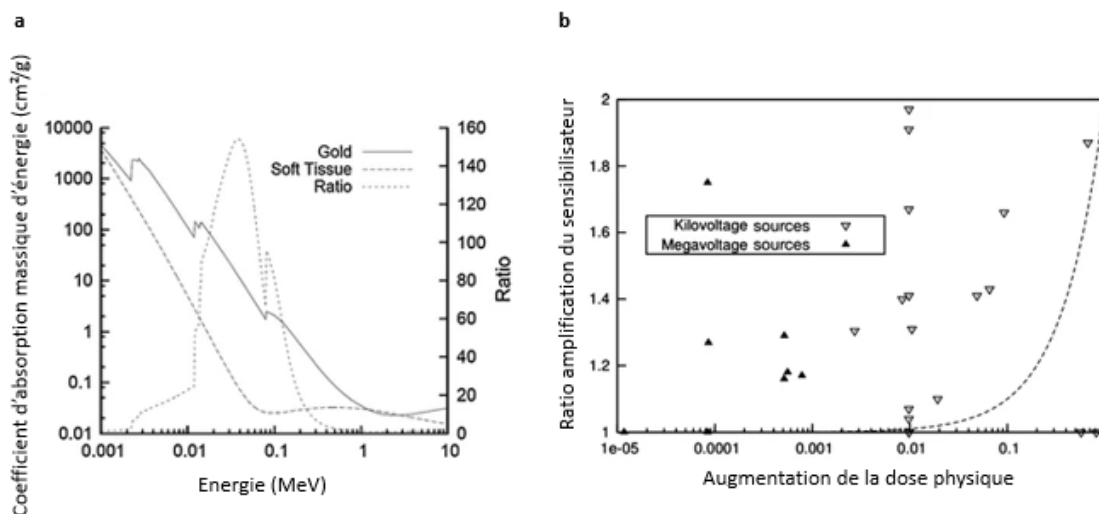 a
Coefficient d'absorption massique d'énergie (cm²/g)
10000
1000
100
10
1
0.1
0.01
Gold
Soft Tissue
Ratio
160
140
120
100
80
60
40
20
0
Ratio
0.001
0.01
0.1
1
10
Energie (MeV)
b
Ratio amplification du sensibilisateur
2
1.8
1.6
1.4
1.2
1
Kilovoltage sources
Megavoltage sources
1e-05
0.0001
0.001
0.01
0.1
Augmentation de la dose physique